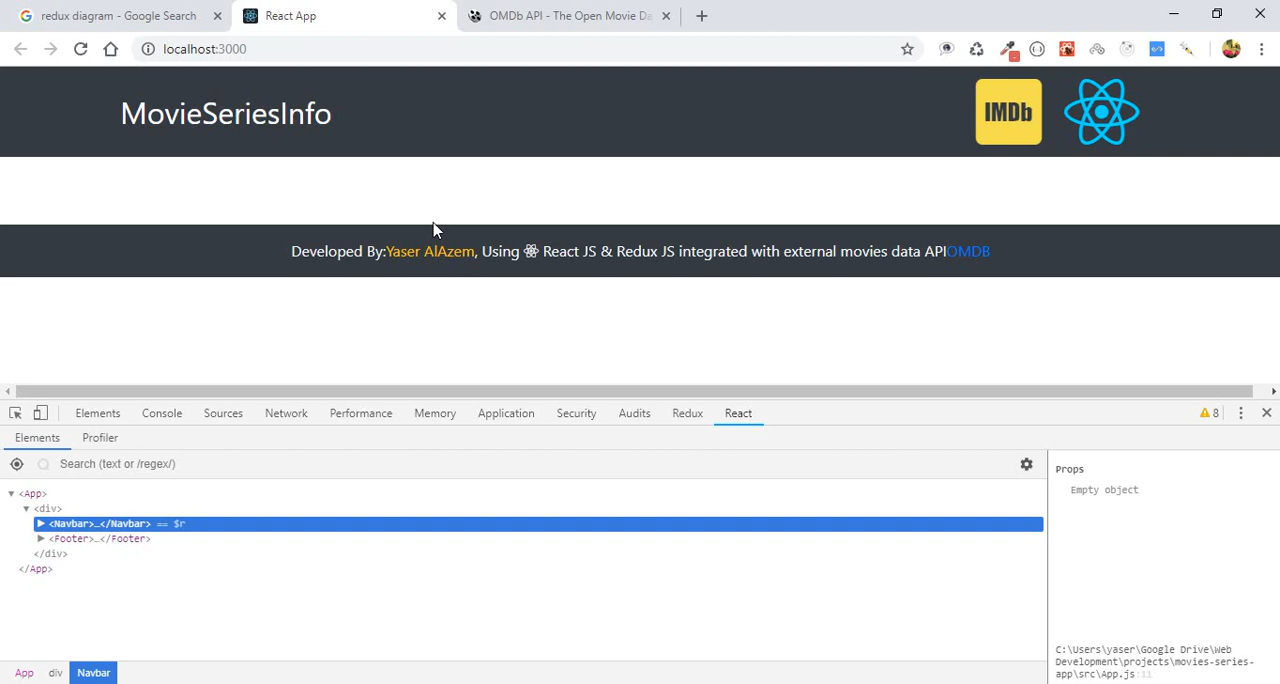 redux diagram - Google Search
React App
OMDb API - The Open Movie Da
localhost:3000
MovieSeriesInfo
IMDb
Developed By:Yaser AlAzem, Using React JS & Redux JS integrated with external movies data APIOMDB
Elements Console Sources Network Performance Memory Application Security Audits Redux React 8
Elements Profiler
Search (text or /regex/)
Props
Empty object
<App>
<div>
<Navbar>…</Navbar> == $r
<Footer>…</Footer>
</div>
</App>
C:\Users\yaser\Google Drive\Web
Development\projects\movies-series-
app\src\App.js:11
App div Navbar